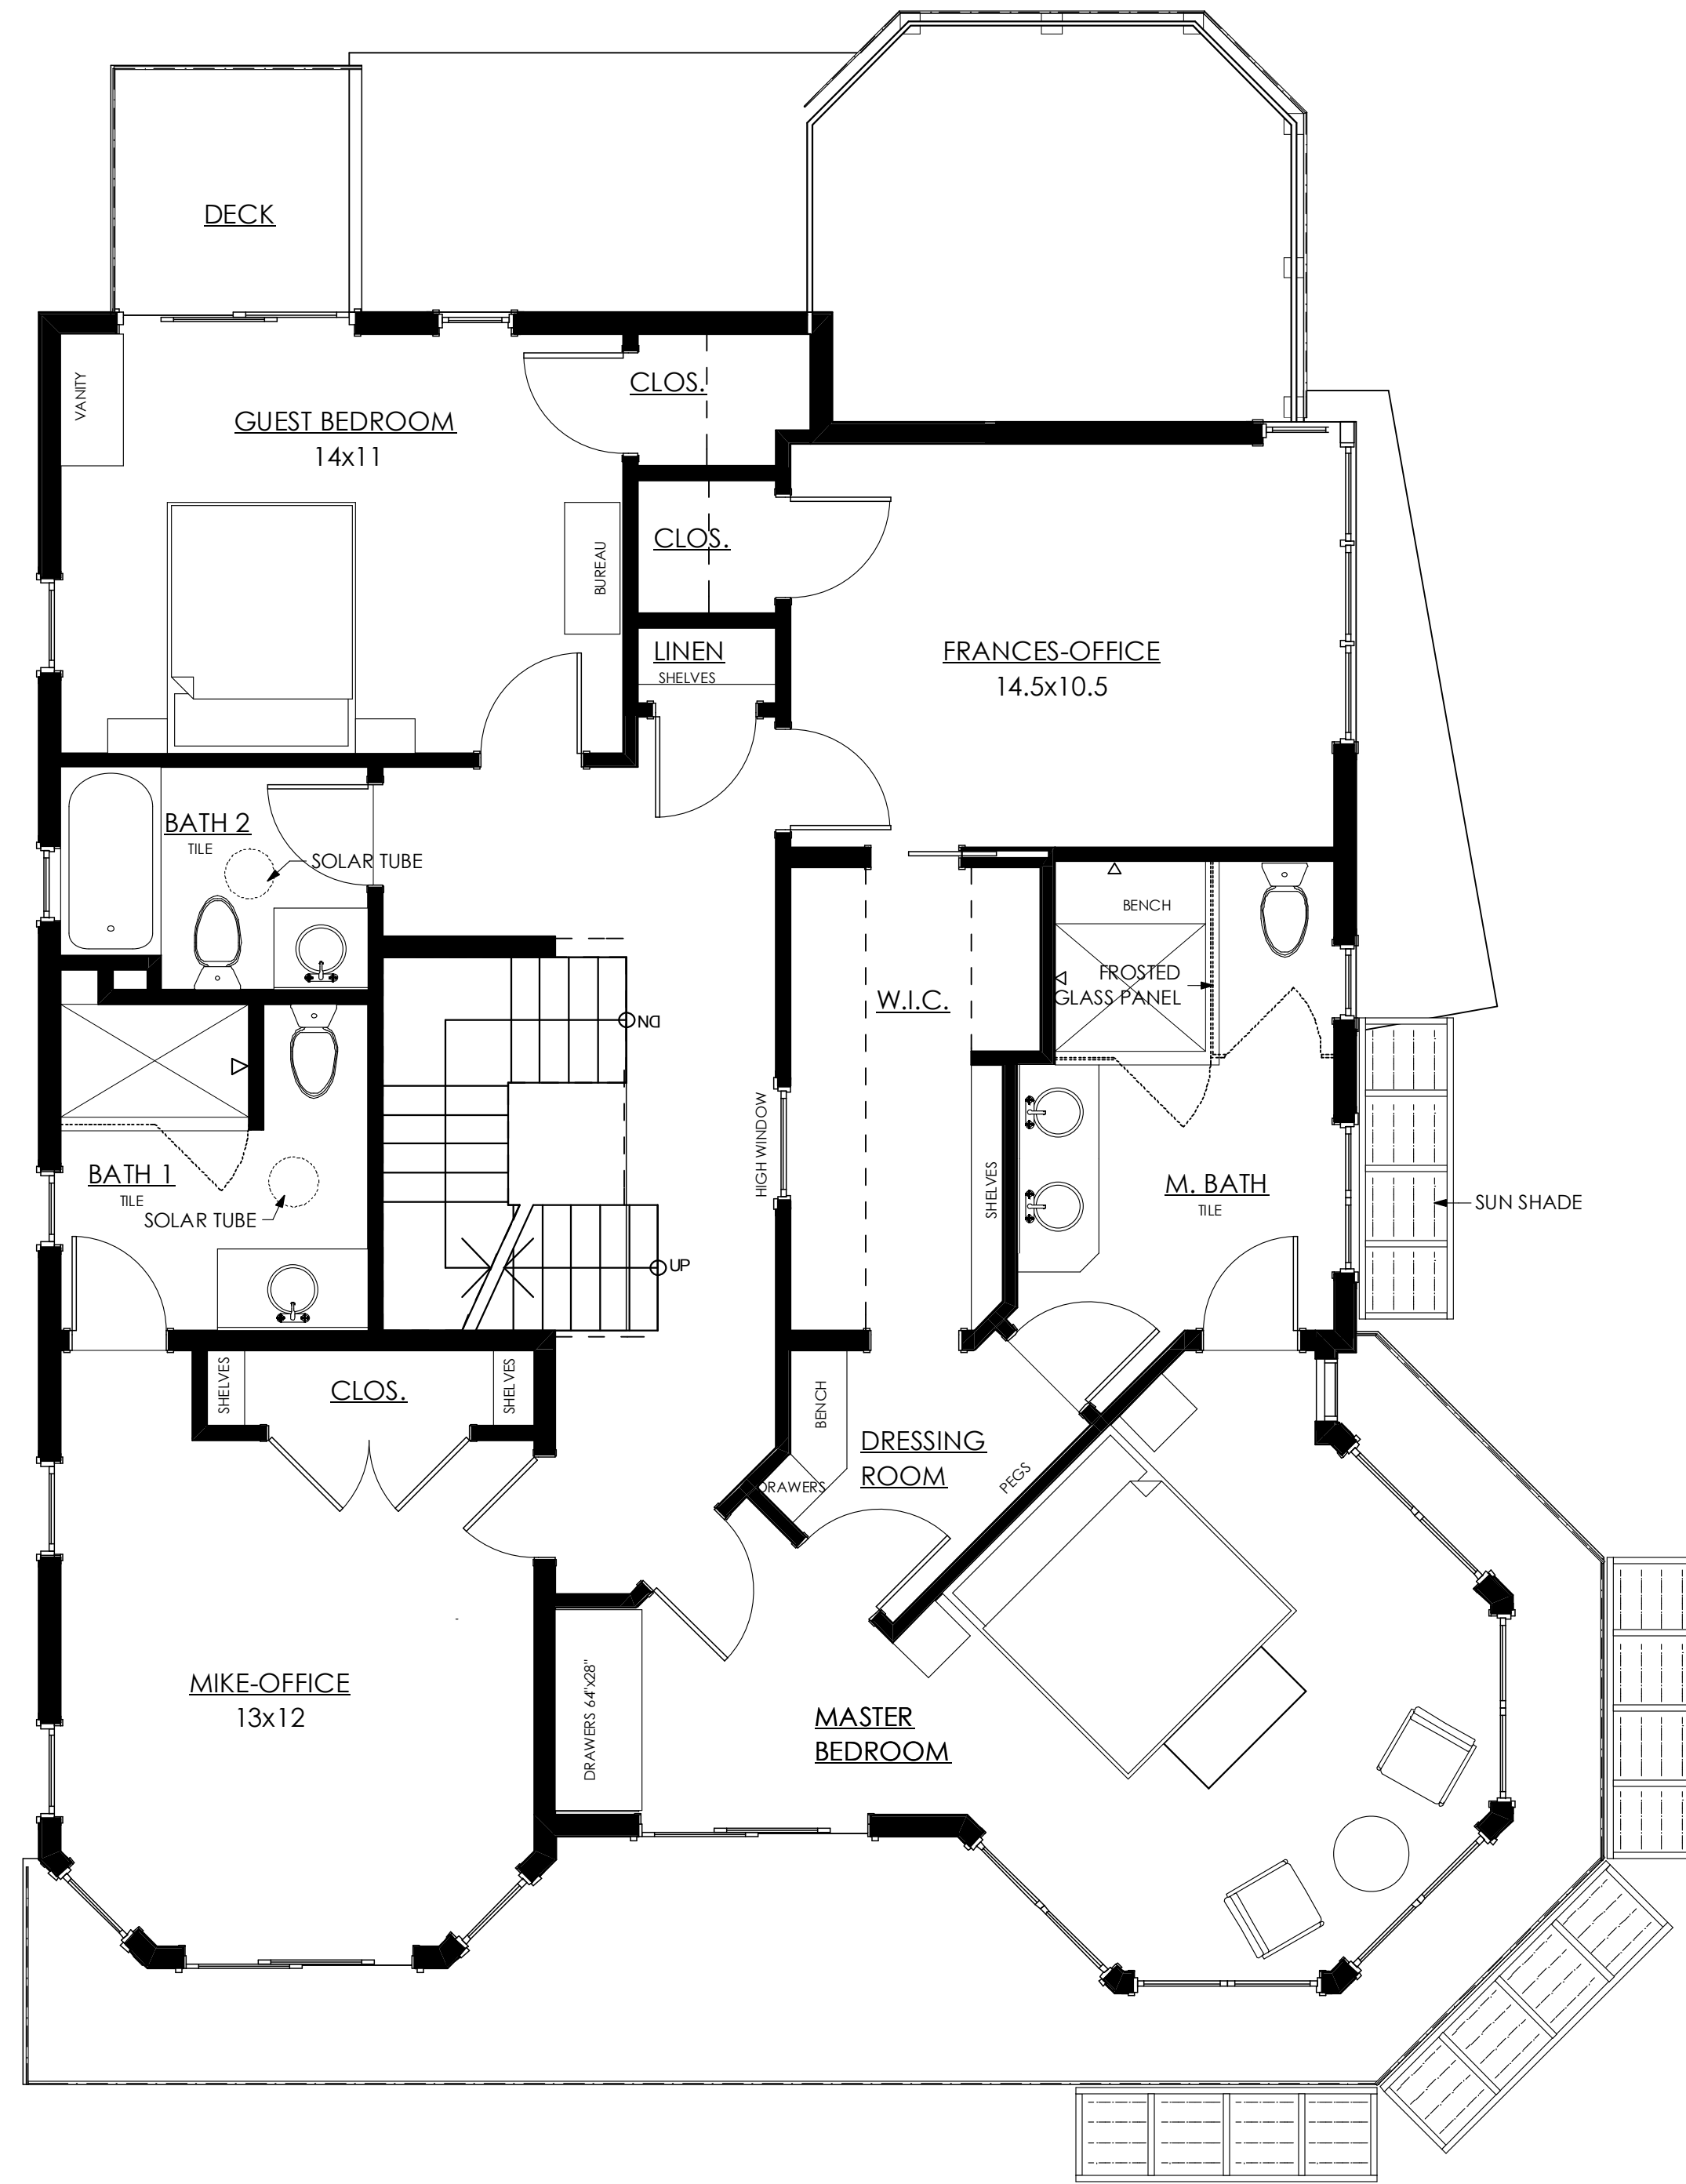 DECK
VANITY
GUEST BEDROOM
14x11
CLOS.
CLOS.
BUREAU
LINEN
SHELVES
FRANCES-OFFICE
14.5x10.5
BATH 2
TILE
SOLAR TUBE
BENCH
FROSTED
GLASS PANEL
W.I.C.
DN
HIGH WINDOW
BATH 1
TILE
SOLAR TUBE
SHELVES
M. BATH
TILE
SUN SHADE
UP
SHELVES
CLOS.
SHELVES
BENCH
DRESSING
ROOM
DRAWERS
PEGS
MIKE-OFFICE
13x12
DRAWERS 64"x28"
MASTER
BEDROOM